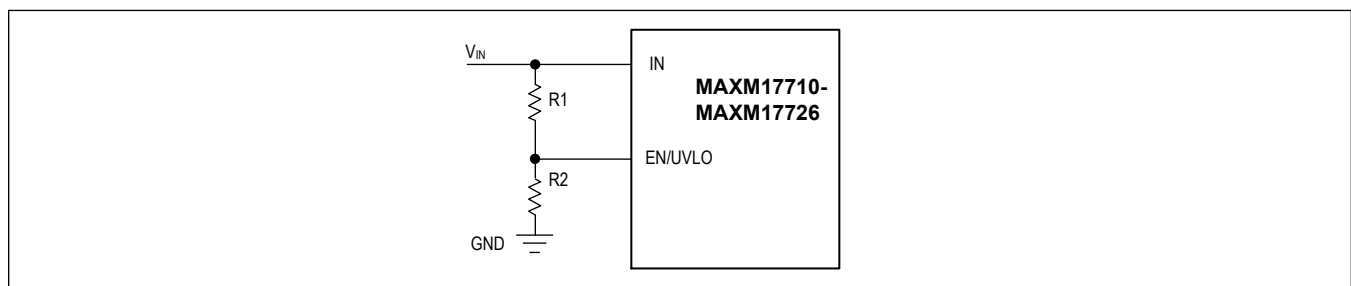 VIN
IN
R1
MAXM17710-
MAXM17726
EN/UVLO
R2
GND